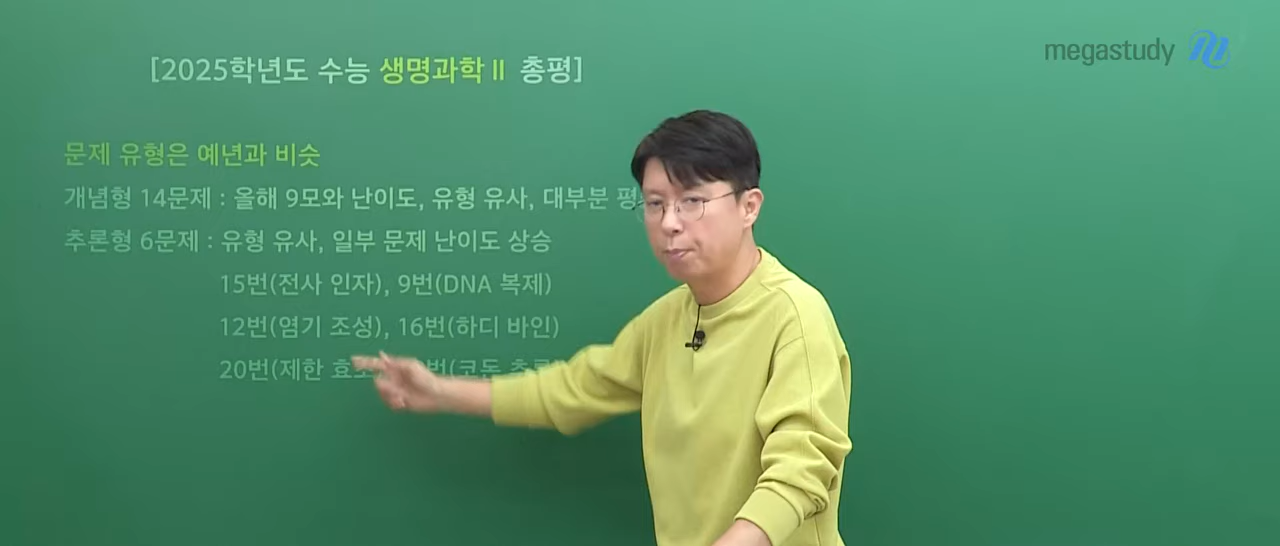 megastudy
[2025학년도 수능 생명과학 II 총평]
문제 유형은 예년과 비슷
개념형 14문제 : 올해 9모와 난이도, 유형 유사, 대부분
추론형 6문제 : 유형 유사, 일부 문제 난이도 상승
15번(전사 인자), 9번(DNA 복제)
12번(염기 조성), 16번(하디 바인)
20번(제한